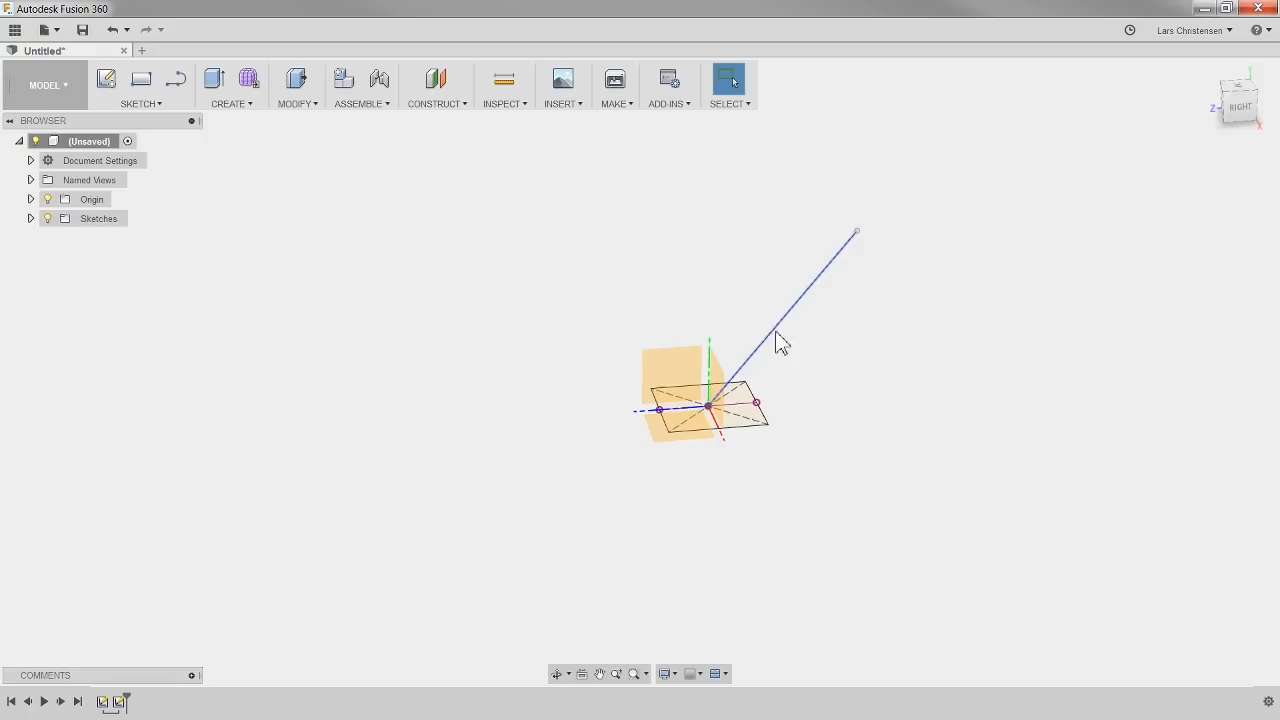 Autodesk Fusion 360
Lars Christensen
Untitled*
MODEL
SKETCH
CREATE
MODIFY
ASSEMBLE
CONSTRUCT
INSPECT
INSERT
MAKE
ADD-INS
SELECT
Z
Y
RIGHT
X
BROWSER
(Unsaved)
Document Settings
Named Views
Origin
Sketches
COMMENTS